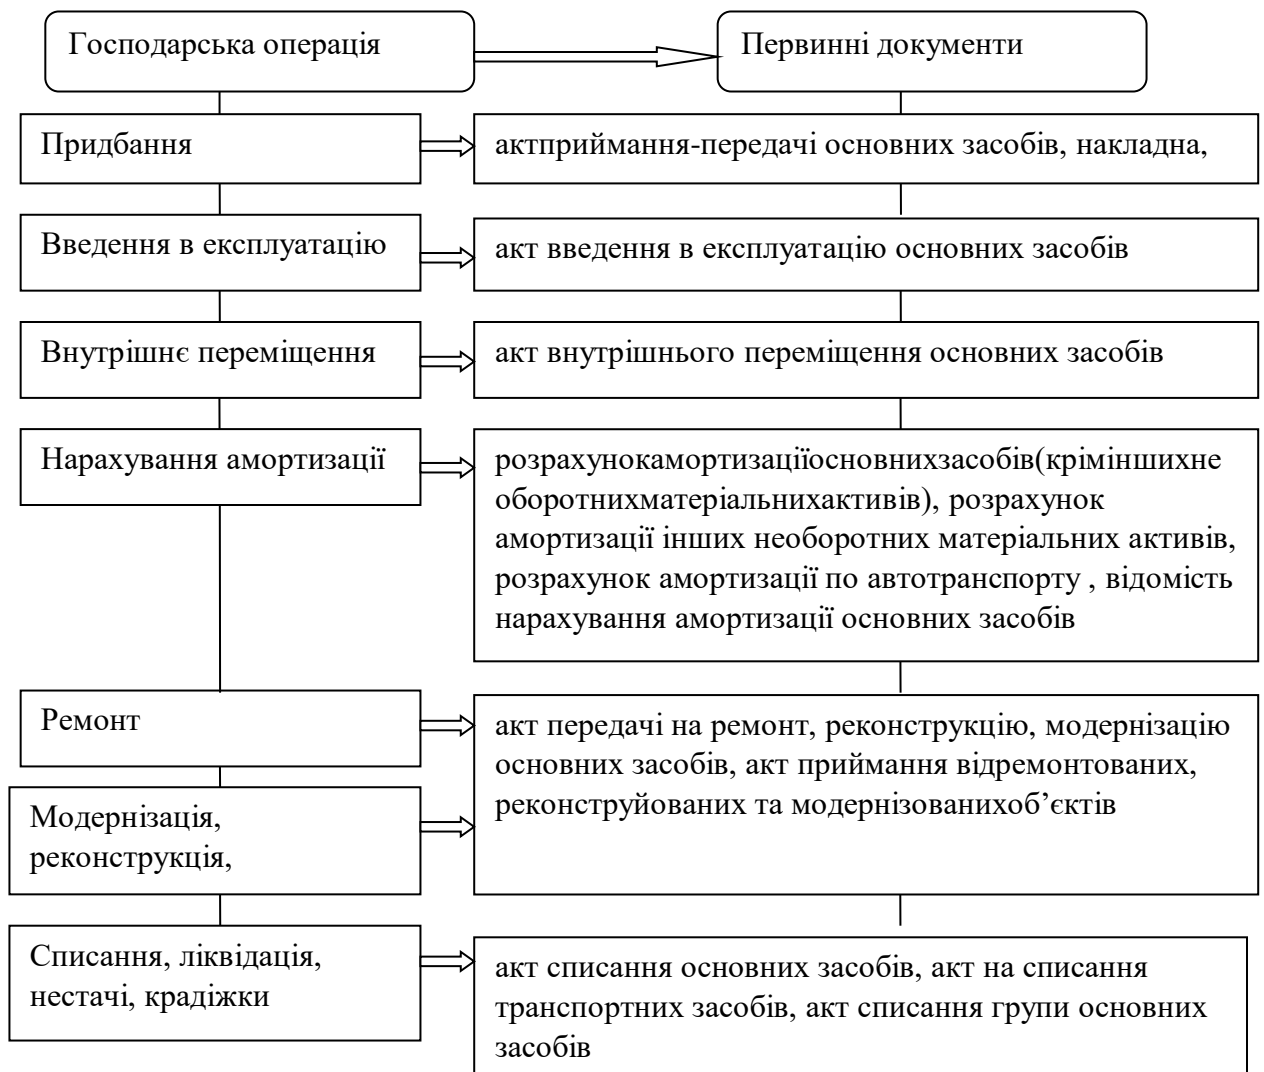 Господарська операція
Первинні документи
Придбання
актприймання-передачі основних засобів, накладна,
Введення в експлуатацію
акт введення в експлуатацію основних засобів
Внутрішнє переміщення
акт внутрішнього переміщення основних засобів
Нарахування амортизації
розрахунокамортизаціїосновнихзасобів(крімі́ншихне
оборотнихматеріальнихактивів), розрахунок
амортизації інших необоротних матеріальних активів,
розрахунок амортизації по автотранспорту , відомість
нарахування амортизації основних засобів
Ремонт
акт передачі на ремонт, реконструкцію, модернізацію
основних засобів, акт приймання відремонтованих,
реконструйованих та модернізованихоб’єктів
Модернізація,
реконструкція,
Списання, ліквідація,
нестачі, крадіжки
акт списання основних засобів, акт на списання
транспортних засобів, акт списання групи основних
засобів